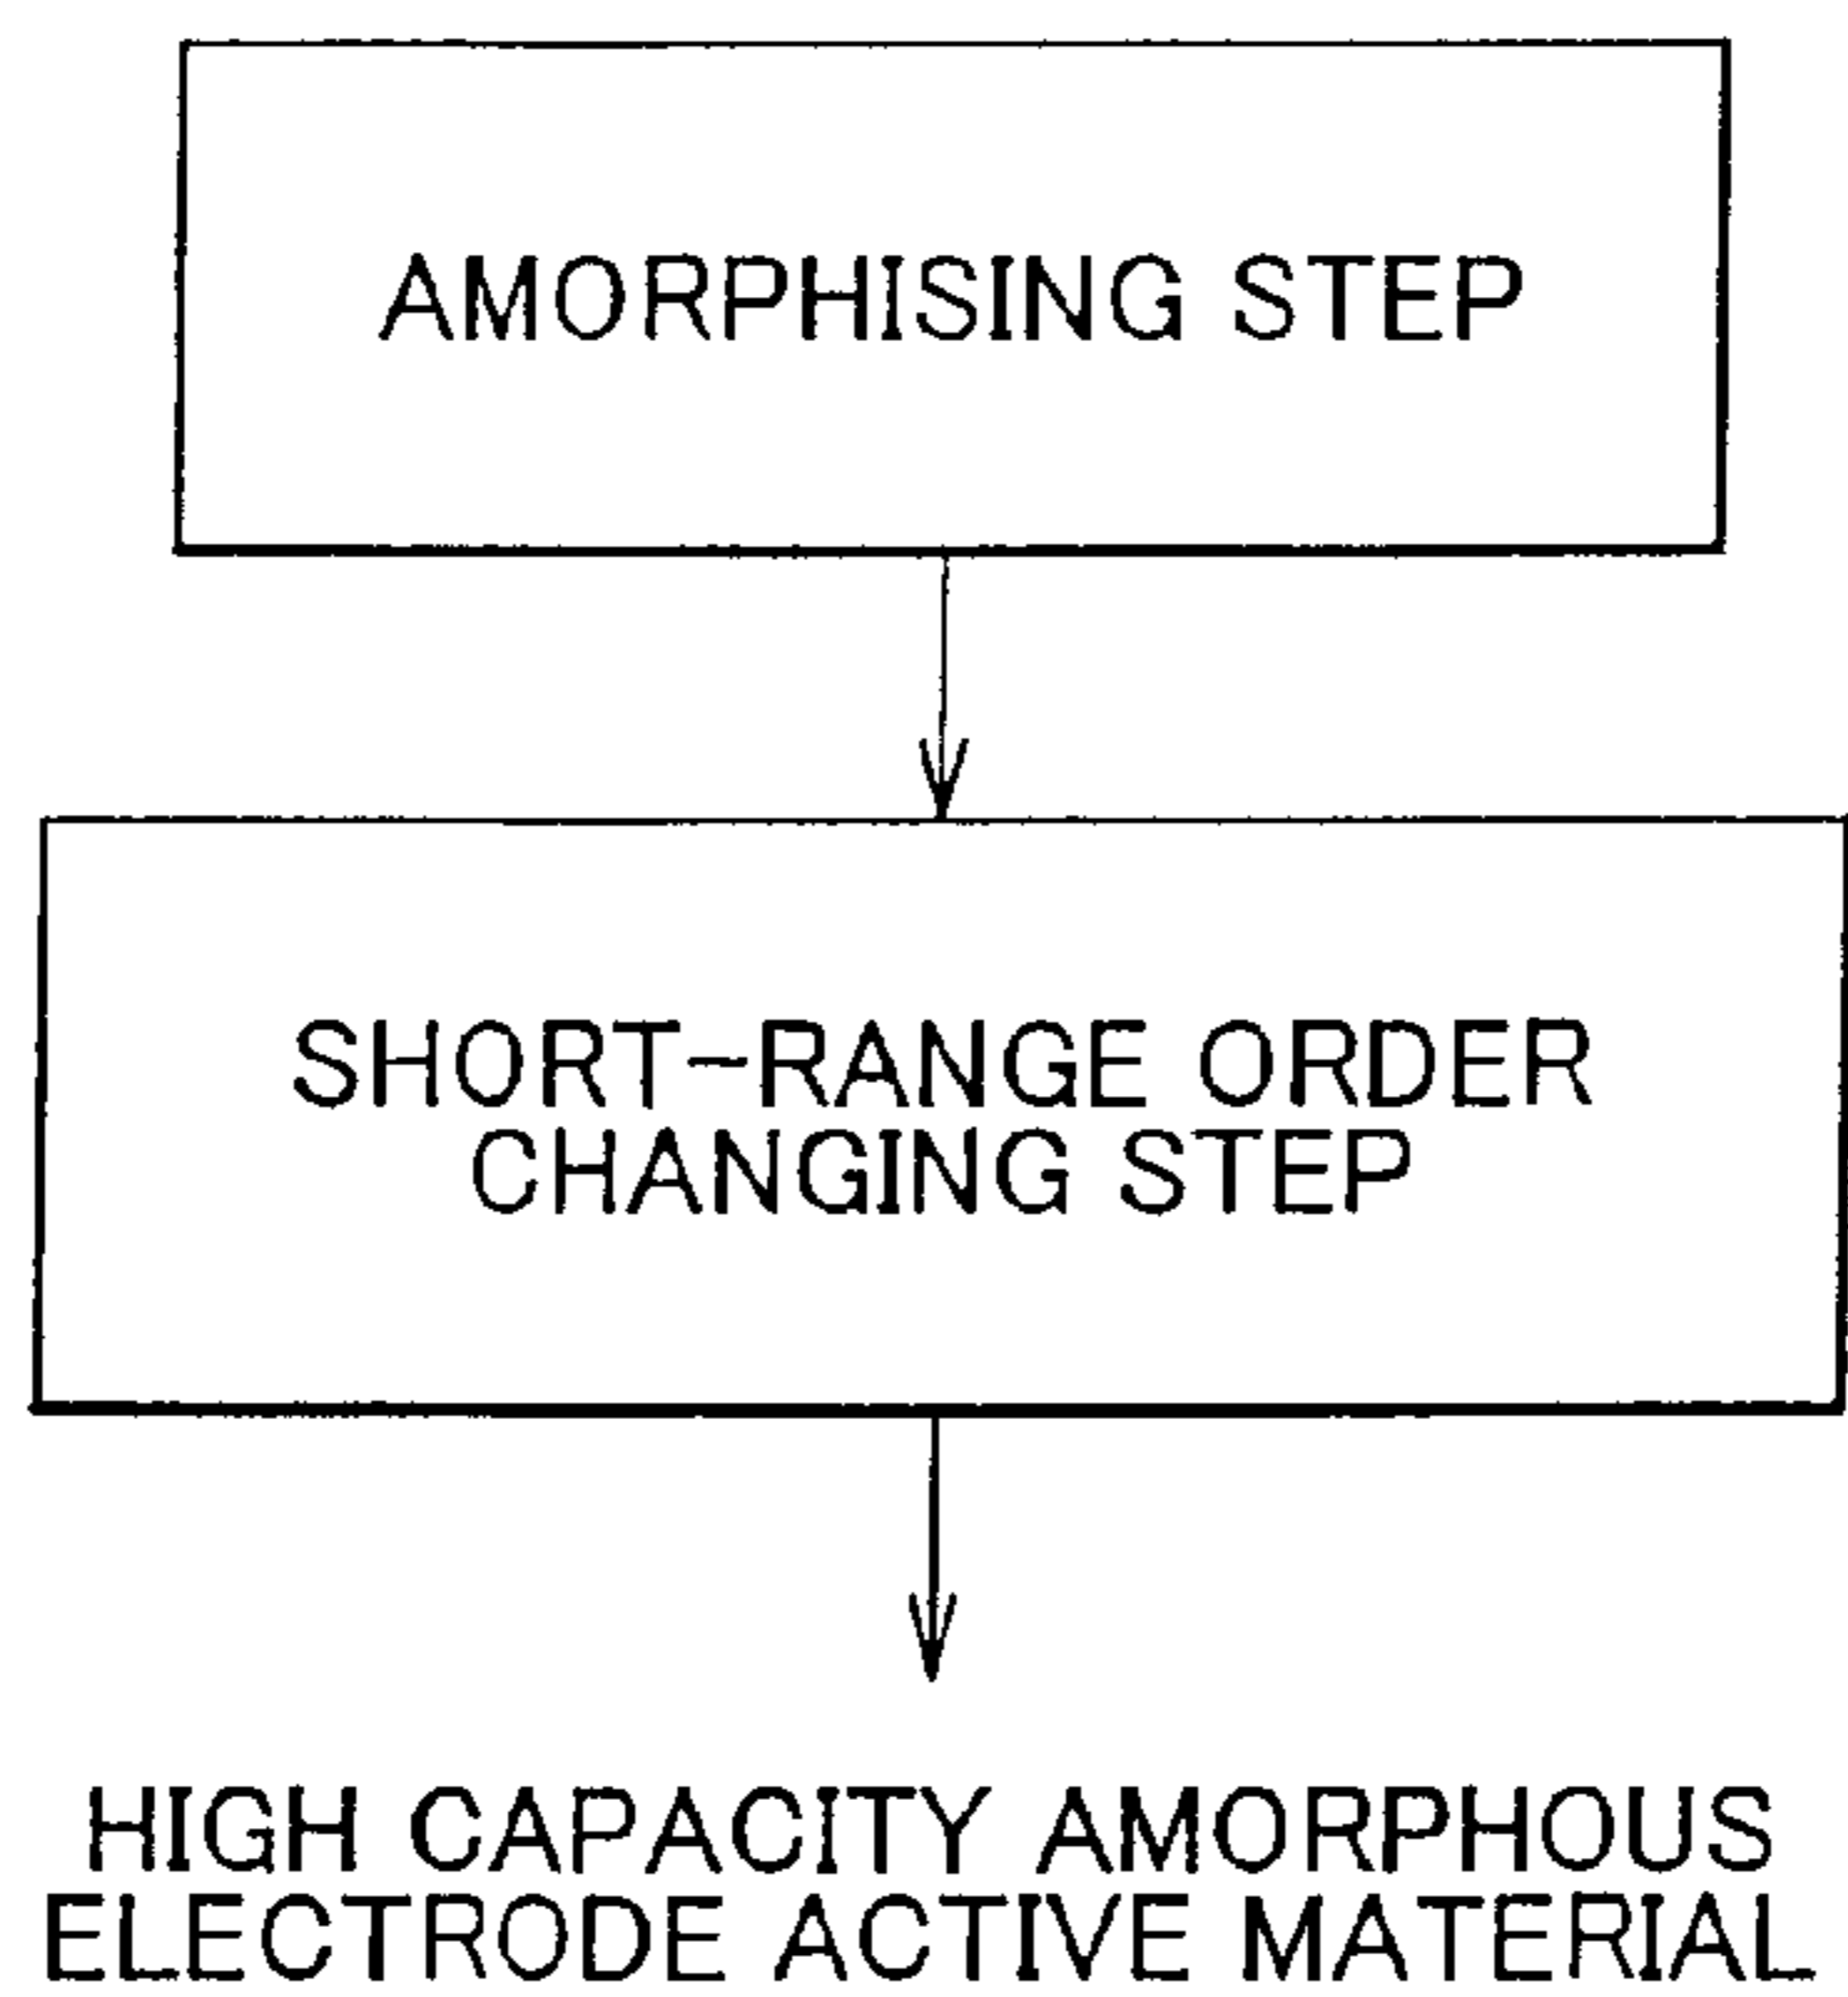 AMORPHISING STEP
SHORT-RANGE ORDER
CHANGING STEP
HIGH CAPACITY AMORPHOUS
ELECTRODE ACTIVE MATERIAL